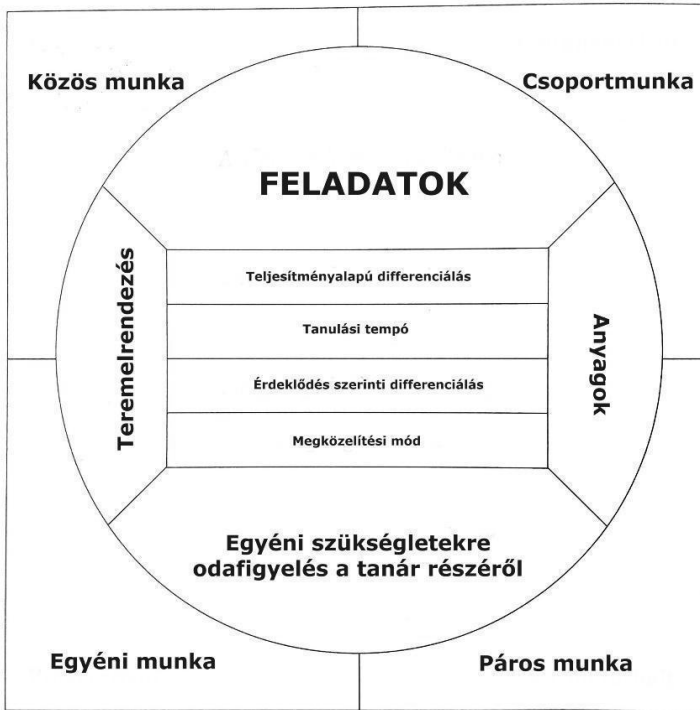 Közös munka
Csoportmunka
FELADATOK
Teremelrendezés
Teljesítményalapú differenciálás
Tanulási tempó
Érdeklődés szerinti differenciálás
Megközelítési mód
Anyagok
Egyéni szükségletekre
odafigyelés a tanár részéről
Egyéni munka
Páros munka